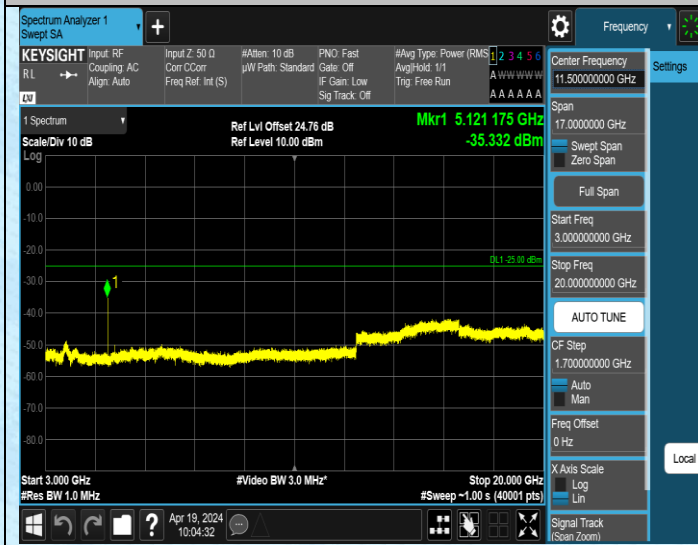 Spectrum Analyzer 1
Swept SA
Frequency
KEYSIGHT
RL
LXI
Input: RF
Coupling: AC
Align: Auto
Input Z: 50 Ω
Corr CCorr
Freq Ref: Int (S)
#Atten: 10 dB
µW Path: Standard
PNO: Fast
Gate: Off
IF Gain: Low
Sig Track: Off
#Avg Type: Power (RMS
Avg|Hold: 1/1
Trig: Free Run
1 2 3 4 5 6
A W W W W W
A A A A A A
1 Spectrum
Scale/Div 10 dB
Ref Lvl Offset 24.76 dB
Ref Level 10.00 dBm
Mkr1 5.121 175 GHz
-35.332 dBm
Log
0.00
-10.0
-20.0
-30.0
-40.0
-50.0
-60.0
-70.0
-80.0
DL1 -25.00 dBm
1
Start 3.000 GHz
#Res BW 1.0 MHz
#Video BW 3.0 MHz*
Stop 20.000 GHz
#Sweep ~1.00 s (40001 pts)
Center Frequency
11.500000000 GHz
Span
17.0000000 GHz
Swept Span
Zero Span
Full Span
Start Freq
3.000000000 GHz
Stop Freq
20.000000000 GHz
AUTO TUNE
CF Step
1.700000000 GHz
Auto
Man
Freq Offset
0 Hz
X Axis Scale
Log
Lin
Signal Track
(Span Zoom)
Settings
Local
?
Apr 19, 2024
10:04:32